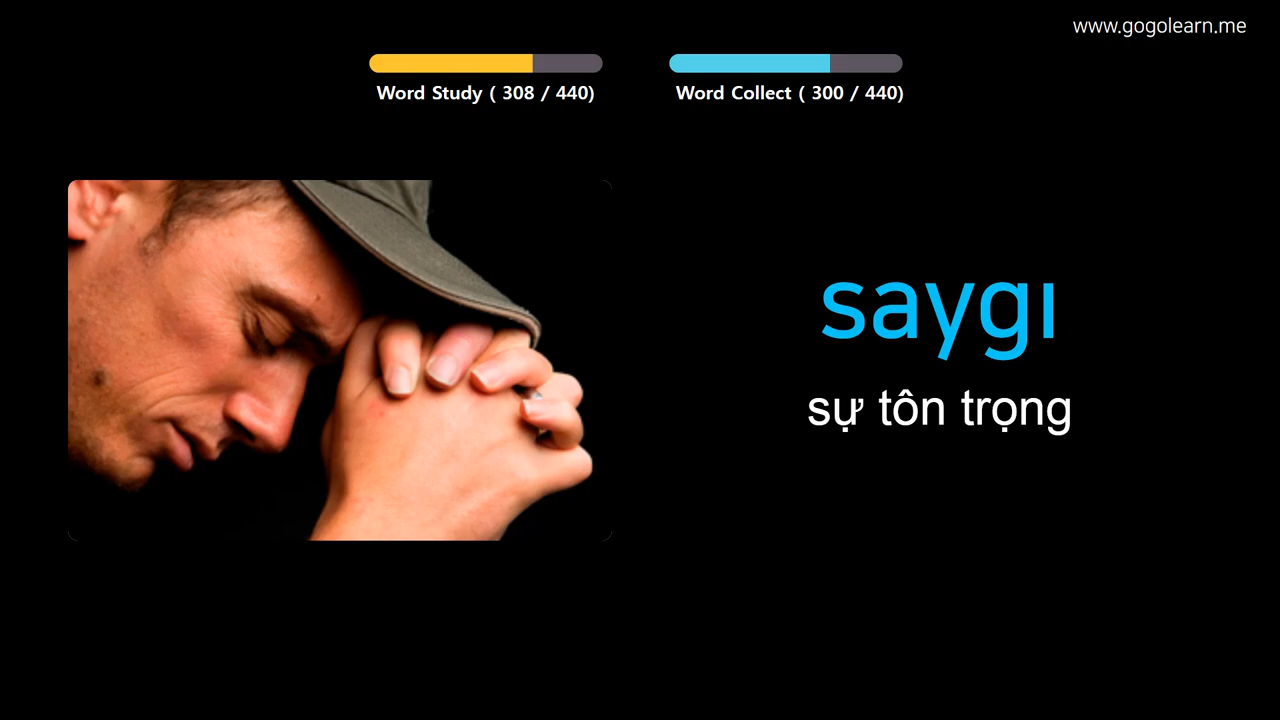 www.gogolearn.me
Word Study ( 308 / 440)
Word Collect ( 300 / 440)
saygı
sự tôn trọng